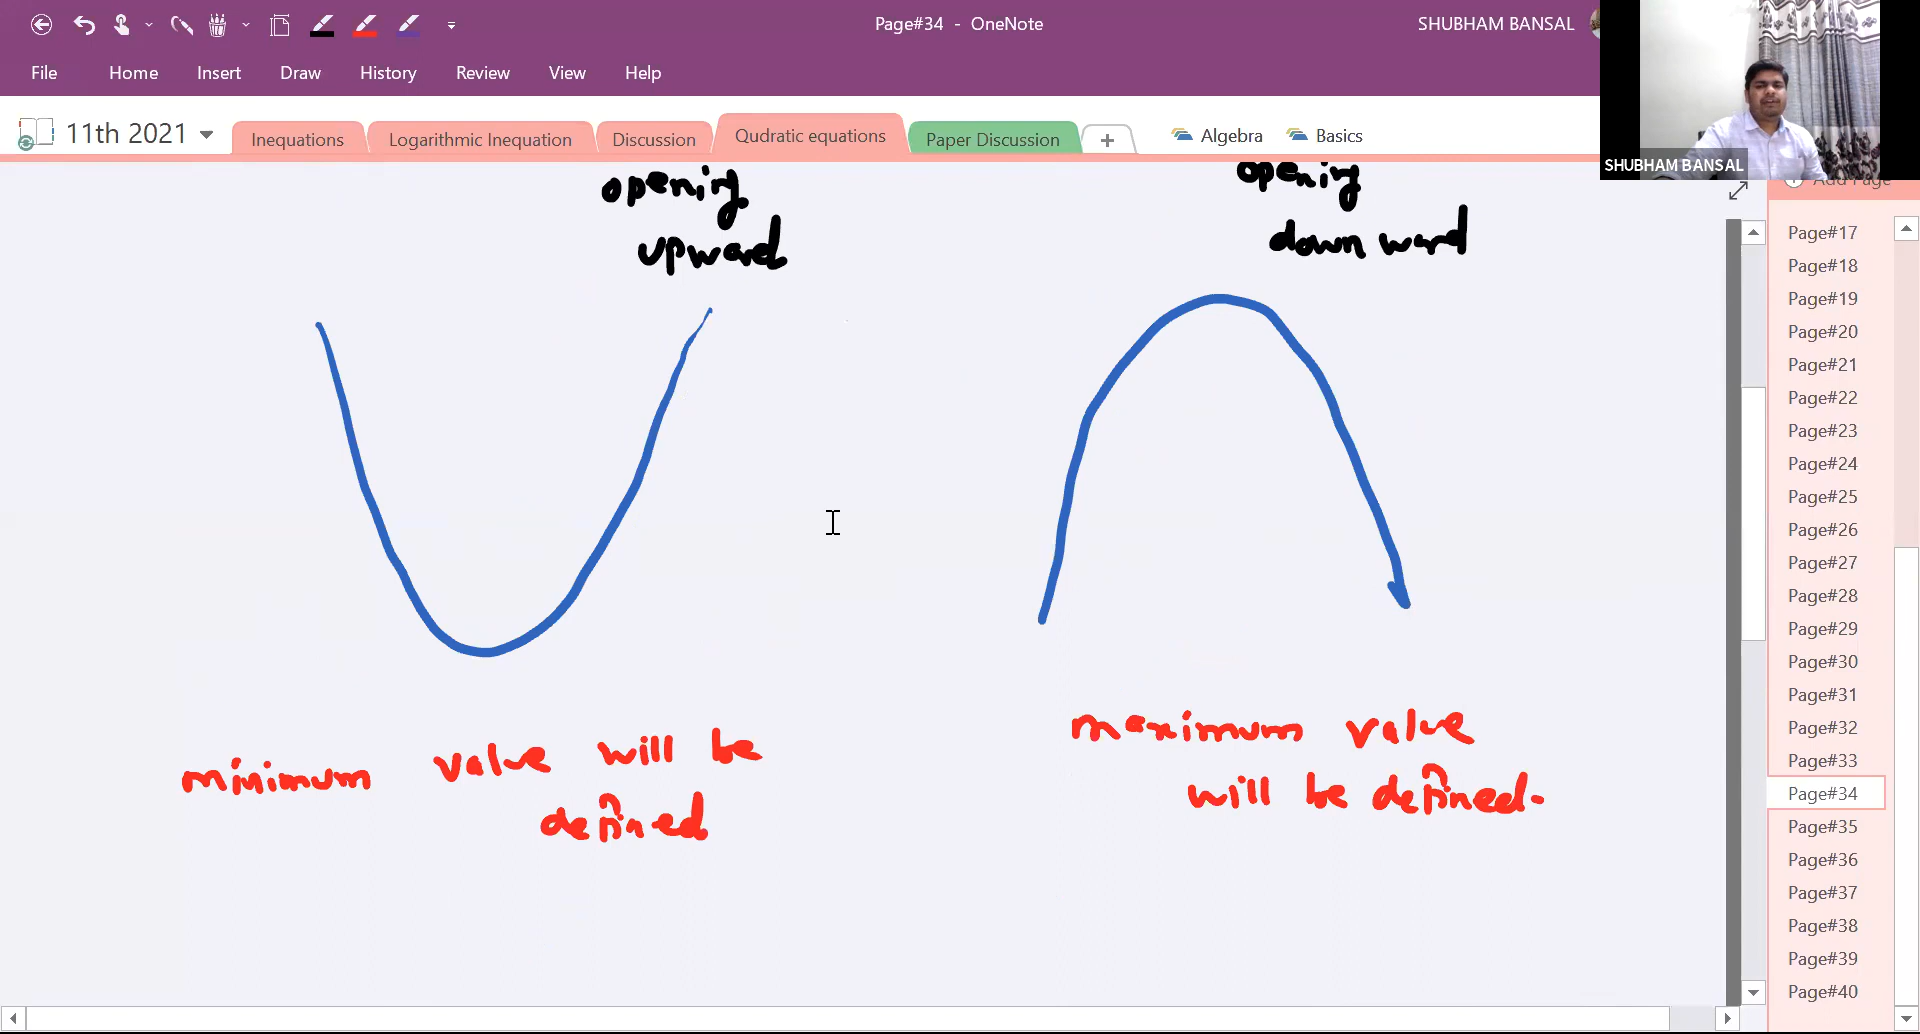 Page#34 - OneNote
SHUBHAM BANSAL
File Home Insert Draw History Review View Help
11th 2021
Inequations
Logarithmic Inequation
Discussion
Qudratic equations
Paper Discussion
Algebra
Basics
SHUBHAM BANSAL
Add Page
opening
upward
opening
down ward
minimum value will be
defined
maximum value
will be defined.
Page#17
Page#18
Page#19
Page#20
Page#21
Page#22
Page#23
Page#24
Page#25
Page#26
Page#27
Page#28
Page#29
Page#30
Page#31
Page#32
Page#33
Page#34
Page#35
Page#36
Page#37
Page#38
Page#39
Page#40